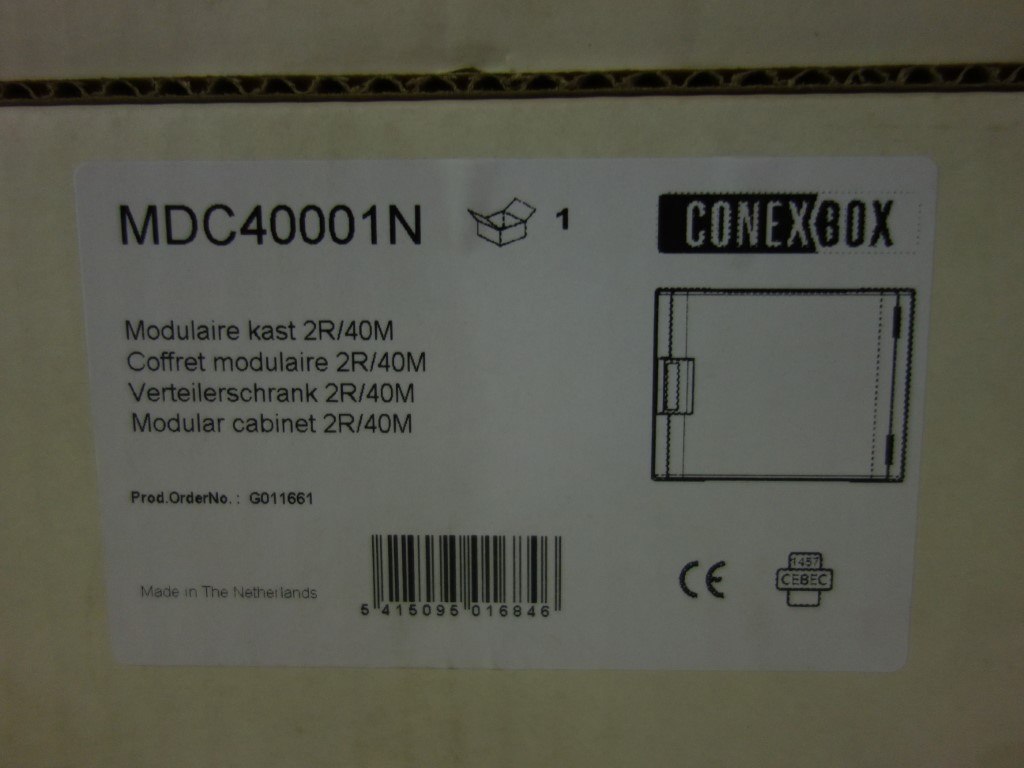 MDC40001N
1
CONEXBOX
Modulaire kast 2R/40M
Coffret modulaire 2R/40M
Verteilerschrank 2R/40M
Modular cabinet 2R/40M
Prod.OrderNo. : G011661
Made in The Netherlands
5 415095 016846
CE
1457
CEBEC